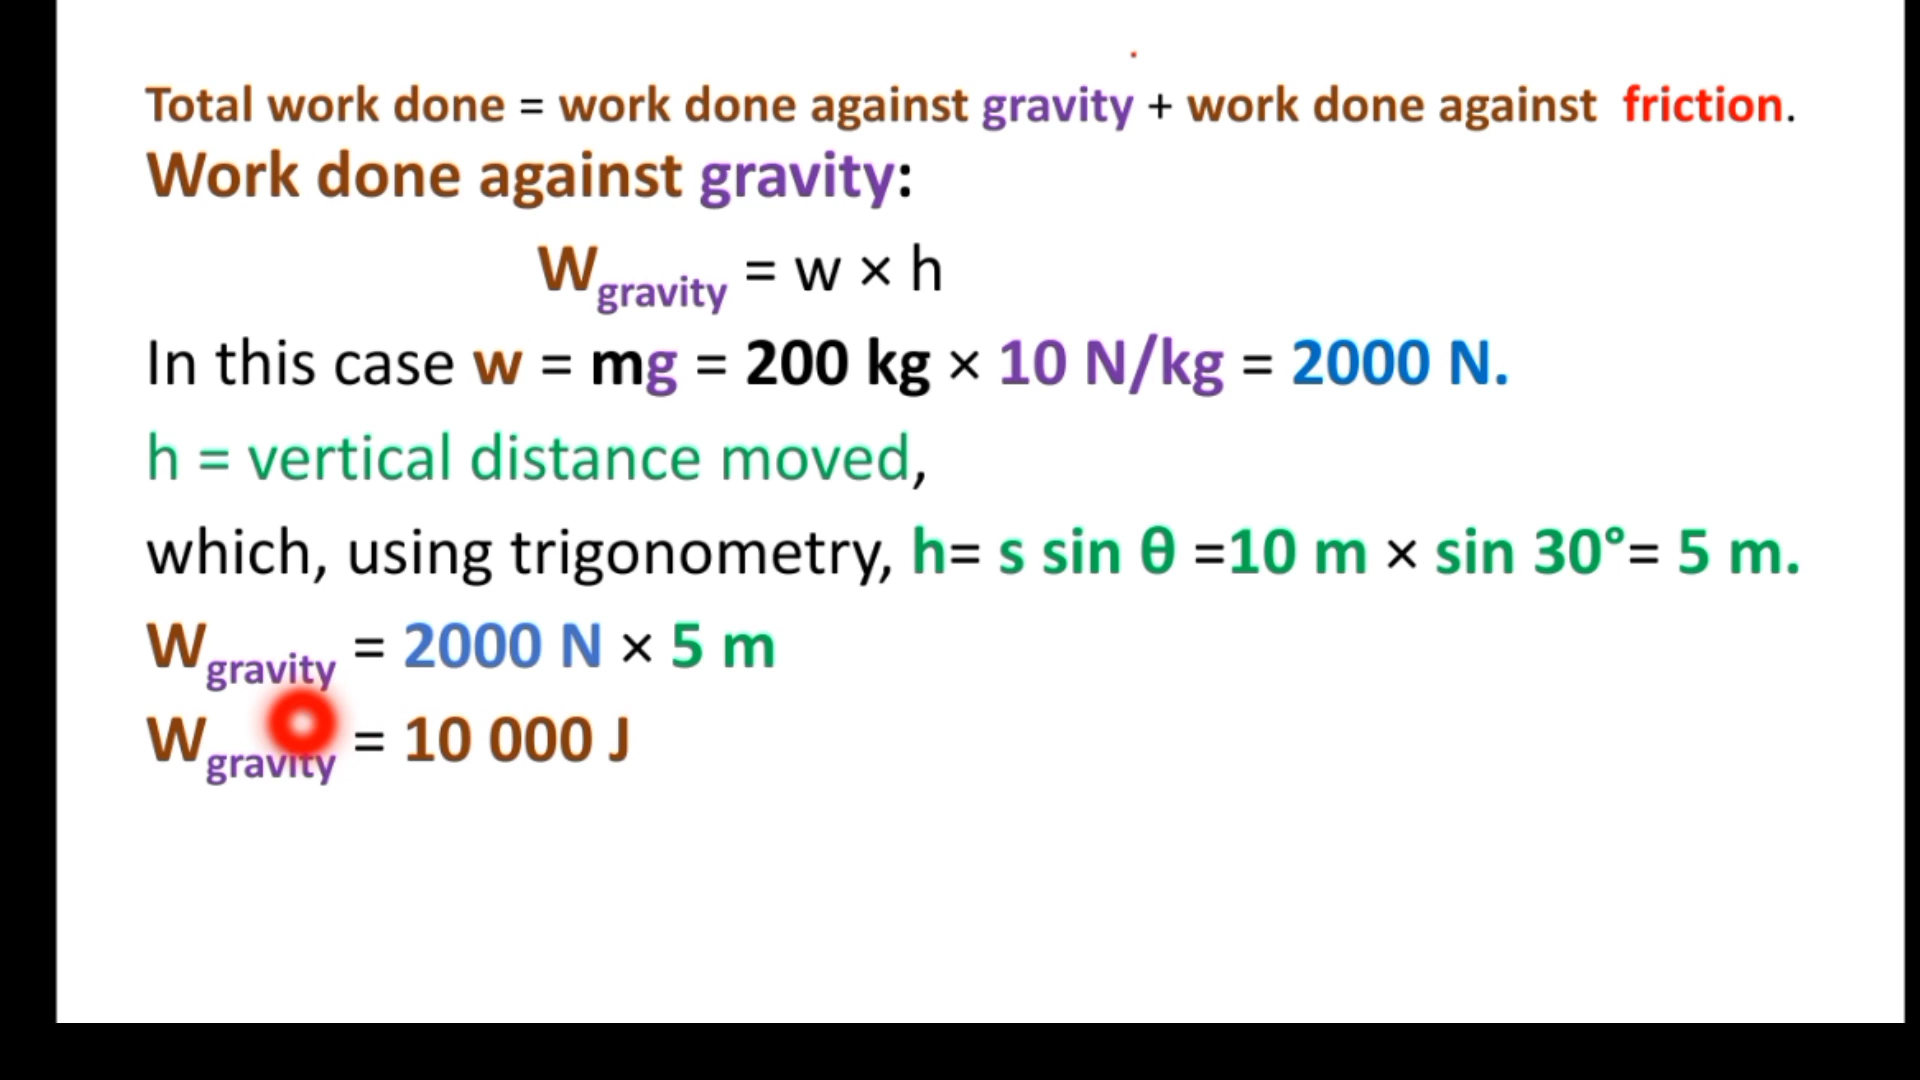 Total work done = work done against gravity + work done against friction.
Work done against gravity:
Wgravity = w × h
In this case w = mg = 200 kg × 10 N/kg = 2000 N.
h = vertical distance moved,
which, using trigonometry, h= s sin θ =10 m × sin 30°= 5 m.
Wgravity = 2000 N × 5 m
Wgravity = 10 000 J